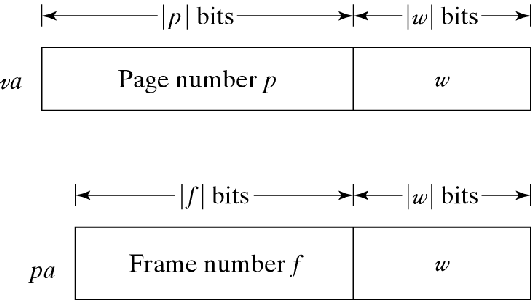 |p| bits |w| bits
va Page number p w
|f| bits |w| bits
pa Frame number f w